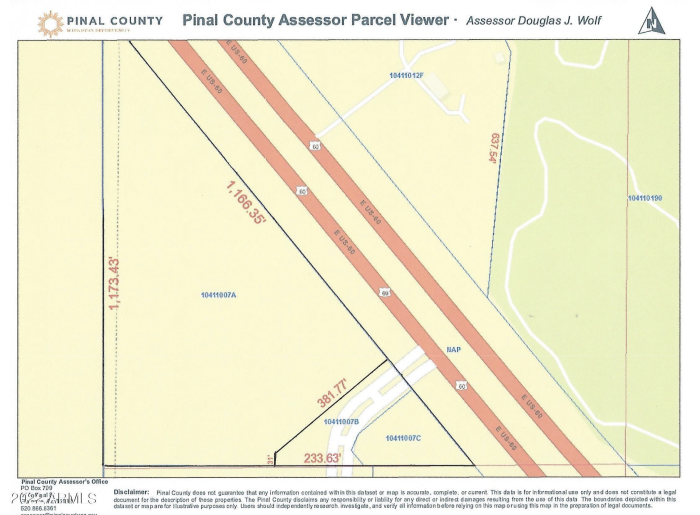 PINAL COUNTY
Pinal County Assessor Parcel Viewer · Assessor Douglas J. Wolf
N
E US-60
E US-60
10411012F
637.54'
60
60
1,166.35'
10411019B
E US-60
E US-60
1,173.43'
10411007A
60
NAP
60
381.77'
E US-60
E US-60
10411007B
10411007C
31'
233.63'
Pinal County Assessor's Office
PO Box 709
520.866.6361
Disclaimer: Pinal County does not guarantee that any information contained within this dataset or map is accurate, complete, or current. This data is for informational use only and does not constitute a legal
document for the description of these properties. The Pinal County disclaims any responsibility or liability for any direct or indirect damages resulting from the use of this data. The boundaries depicted within this
dataset or map are for illustrative purposes only. Users should independently research, investigate, and verify all information before relying on this map or using this map in the preparation of legal documents.